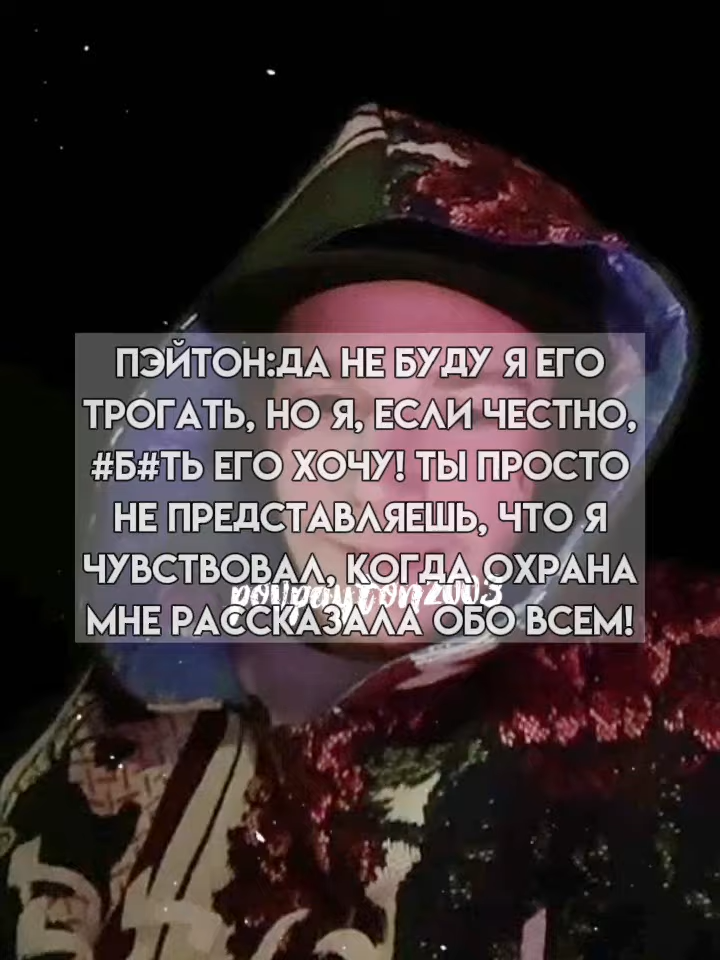 ПЭЙТОН:ДА НЕ БУДУ Я ЕГО
ТРОГАТЬ, НО Я, ЕСЛИ ЧЕСТНО,
#Б#ТЬ ЕГО ХОЧУ! ТЫ ПРОСТО
НЕ ПРЕДСТАВЛЯЕШЬ, ЧТО Я
ЧУВСТВОВАЛ, КОГДА ОХРАНА
povpayton2003
МНЕ РАССКАЗАЛА ОБО ВСЕМ!